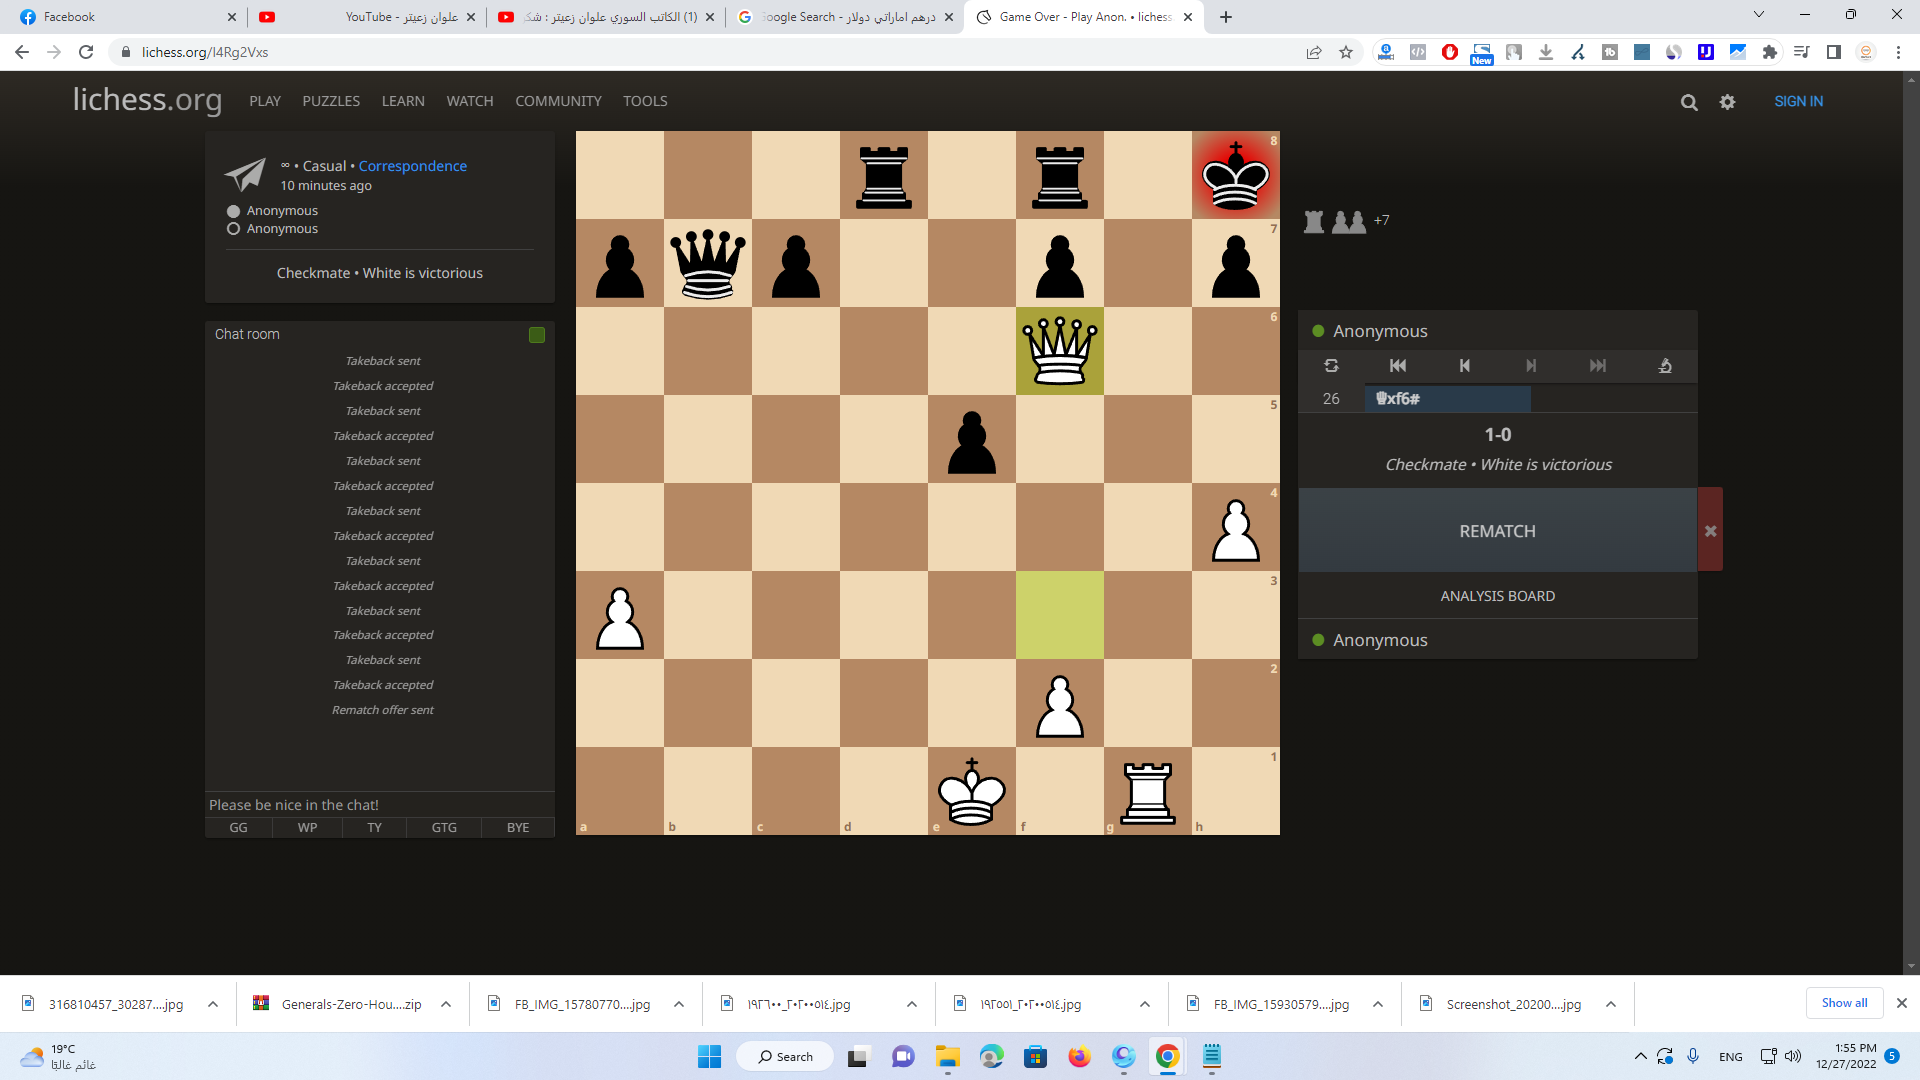 Facebook
علوان زعيتر - YouTube
(1) الكاتب السوري علوان زعيتر : شك
درهم اماراتي دولار - Google Search
Game Over - Play Anon. • lichess
lichess.org/I4Rg2Vxs
New
lichess.org
PLAY
PUZZLES
LEARN
WATCH
COMMUNITY
TOOLS
SIGN IN
∞ • Casual • Correspondence
10 minutes ago
Anonymous
Anonymous
Checkmate • White is victorious
Chat room
Takeback sent
Takeback accepted
Takeback sent
Takeback accepted
Takeback sent
Takeback accepted
Takeback sent
Takeback accepted
Takeback sent
Takeback accepted
Takeback sent
Takeback accepted
Takeback sent
Takeback accepted
Rematch offer sent
Please be nice in the chat!
GG WP TY GTG BYE
8
7
6
5
4
3
2
1
a b c d e f g h
+7
Anonymous
26 ♕xf6#
1-0
Checkmate • White is victorious
REMATCH
ANALYSIS BOARD
Anonymous
316810457_30287....jpg
Generals-Zero-Hou....zip
FB_IMG_15780770....jpg
٢٠٢٠٠٥١٤_١٩٢٦٠٠.jpg
٢٠٢٠٠٥١٤_١٩٢٥٥١.jpg
FB_IMG_15930579....jpg
Screenshot_20200....jpg
Show all
19°C
غائم غالبًا
Search
ENG
1:55 PM
12/27/2022
5